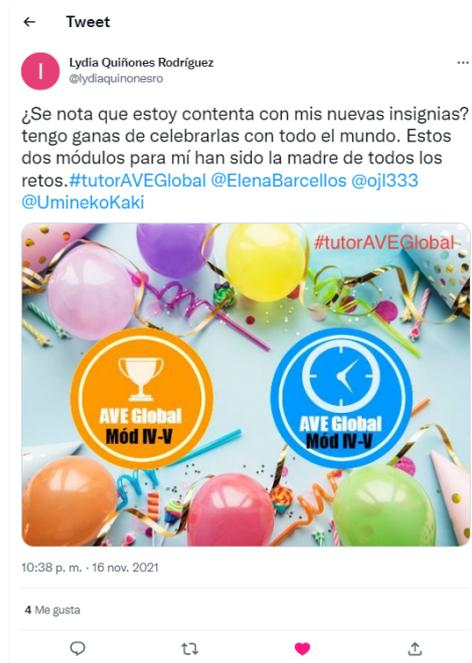 Tweet
Lydia Quiñones Rodríguez
@lydiaquinonesro
¿Se nota que estoy contenta con mis nuevas insignias?
tengo ganas de celebrarlas con todo el mundo. Estos
dos módulos para mí han sido la madre de todos los
retos.#tutorAVEGlobal @ElenaBarcellos @ojl333
@UminekoKaki
#tutorAVEGlobal
AVE Global
Mód IV-V
AVE Global
Mód IV-V
10:38 p. m. · 16 nov. 2021
4 Me gusta